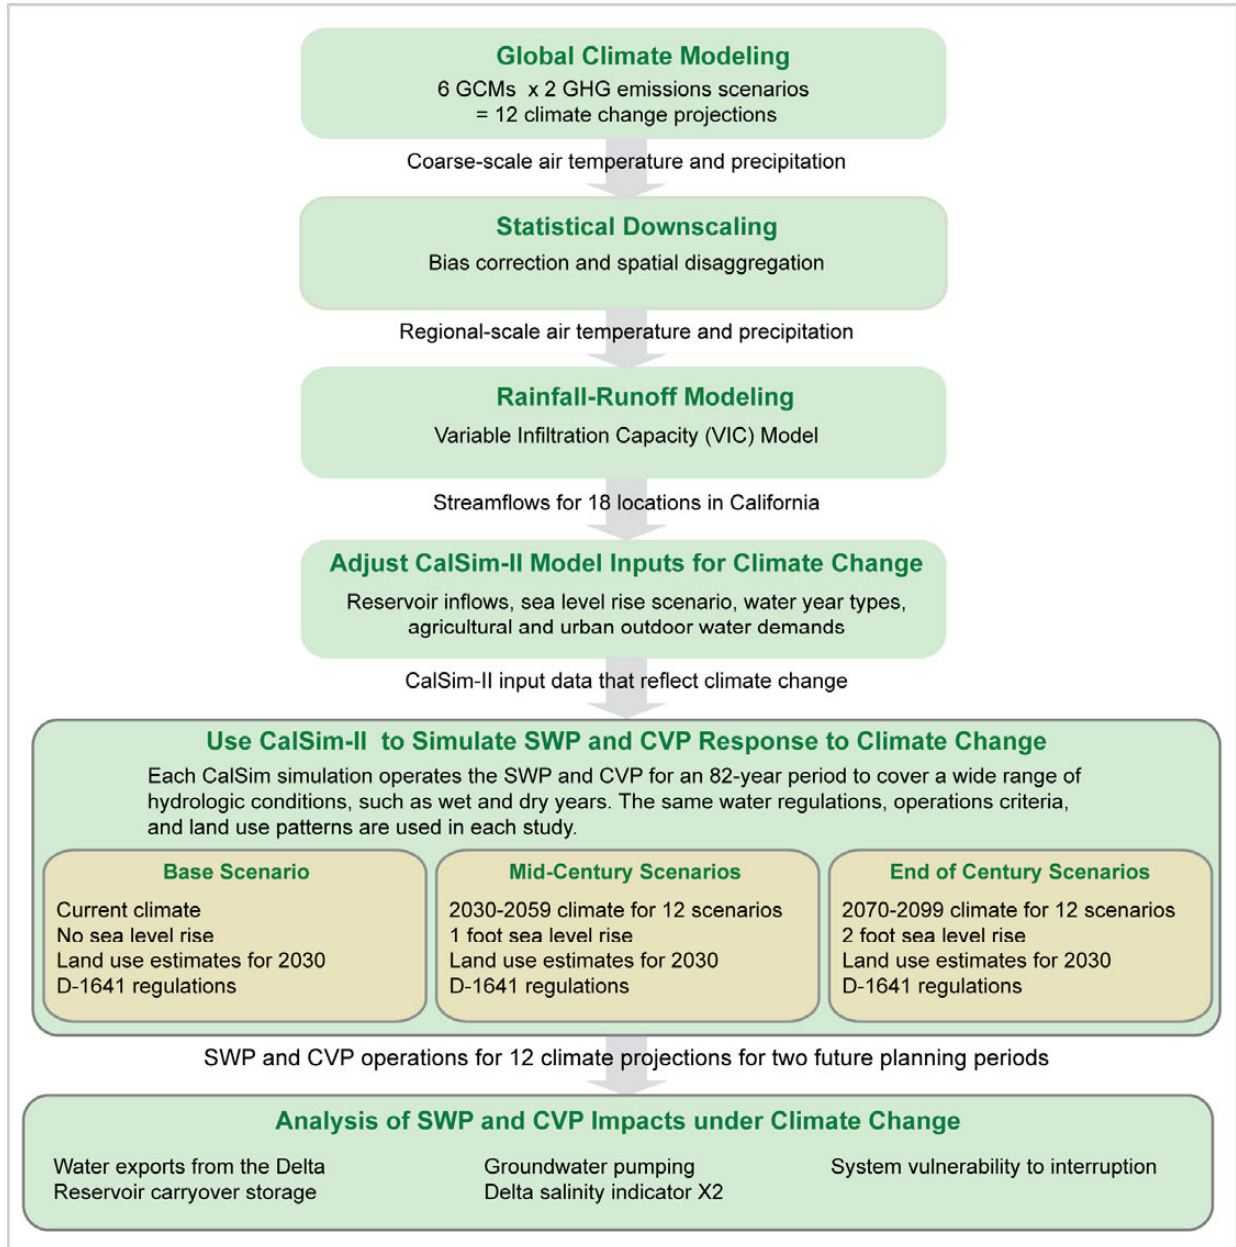 Global Climate Modeling
6 GCMs x 2 GHG emissions scenarios
= 12 climate change projections
Coarse-scale air temperature and precipitation
Statistical Downscaling
Bias correction and spatial disaggregation
Regional-scale air temperature and precipitation
Rainfall-Runoff Modeling
Variable Infiltration Capacity (VIC) Model
Streamflows for 18 locations in California
Adjust CalSim-II Model Inputs for Climate Change
Reservoir inflows, sea level rise scenario, water year types,
agricultural and urban outdoor water demands
CalSim-II input data that reflect climate change
Use CalSim-II to Simulate SWP and CVP Response to Climate Change
Each CalSim simulation operates the SWP and CVP for an 82-year period to cover a wide range of
hydrologic conditions, such as wet and dry years. The same water regulations, operations criteria,
and land use patterns are used in each study.
Base Scenario
Current climate
No sea level rise
Land use estimates for 2030
D-1641 regulations
Mid-Century Scenarios
2030-2059 climate for 12 scenarios
1 foot sea level rise
Land use estimates for 2030
D-1641 regulations
End of Century Scenarios
2070-2099 climate for 12 scenarios
2 foot sea level rise
Land use estimates for 2030
D-1641 regulations
SWP and CVP operations for 12 climate projections for two future planning periods
Analysis of SWP and CVP Impacts under Climate Change
Water exports from the Delta
Reservoir carryover storage
Groundwater pumping
Delta salinity indicator X2
System vulnerability to interruption